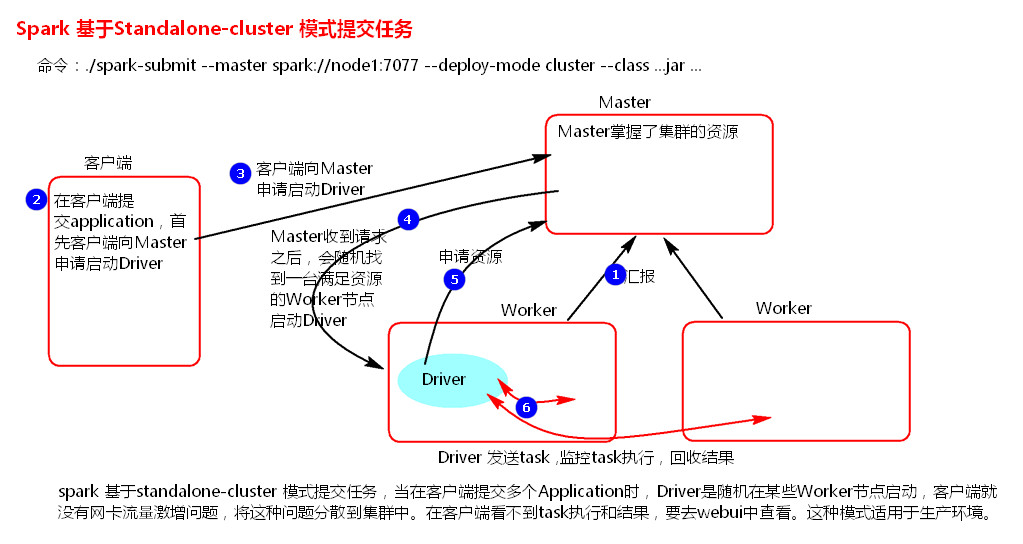 Spark 基于Standalone-cluster 模式提交任务
命令：./spark-submit --master spark://node1:7077 --deploy-mode cluster --class ...jar ...
Master
Master掌握了集群的资源
客户端
2
在客户端提
交application，首
先客户端向Master
申请启动Driver
3
客户端向Master
申请启动Driver
4
Master收到请求
之后，会随机找
到一台满足资源
的Worker节点
启动Driver
申请资源
5
1
汇报
Worker
Worker
Driver
6
Driver 发送task ,监控task执行，回收结果
spark 基于standalone-cluster 模式提交任务，当在客户端提交多个Application时，Driver是随机在某些Worker节点启动，客户端就
没有网卡流量激增问题，将这种问题分散到集群中。在客户端看不到task执行和结果，要去webui中查看。这种模式适用于生产环境。